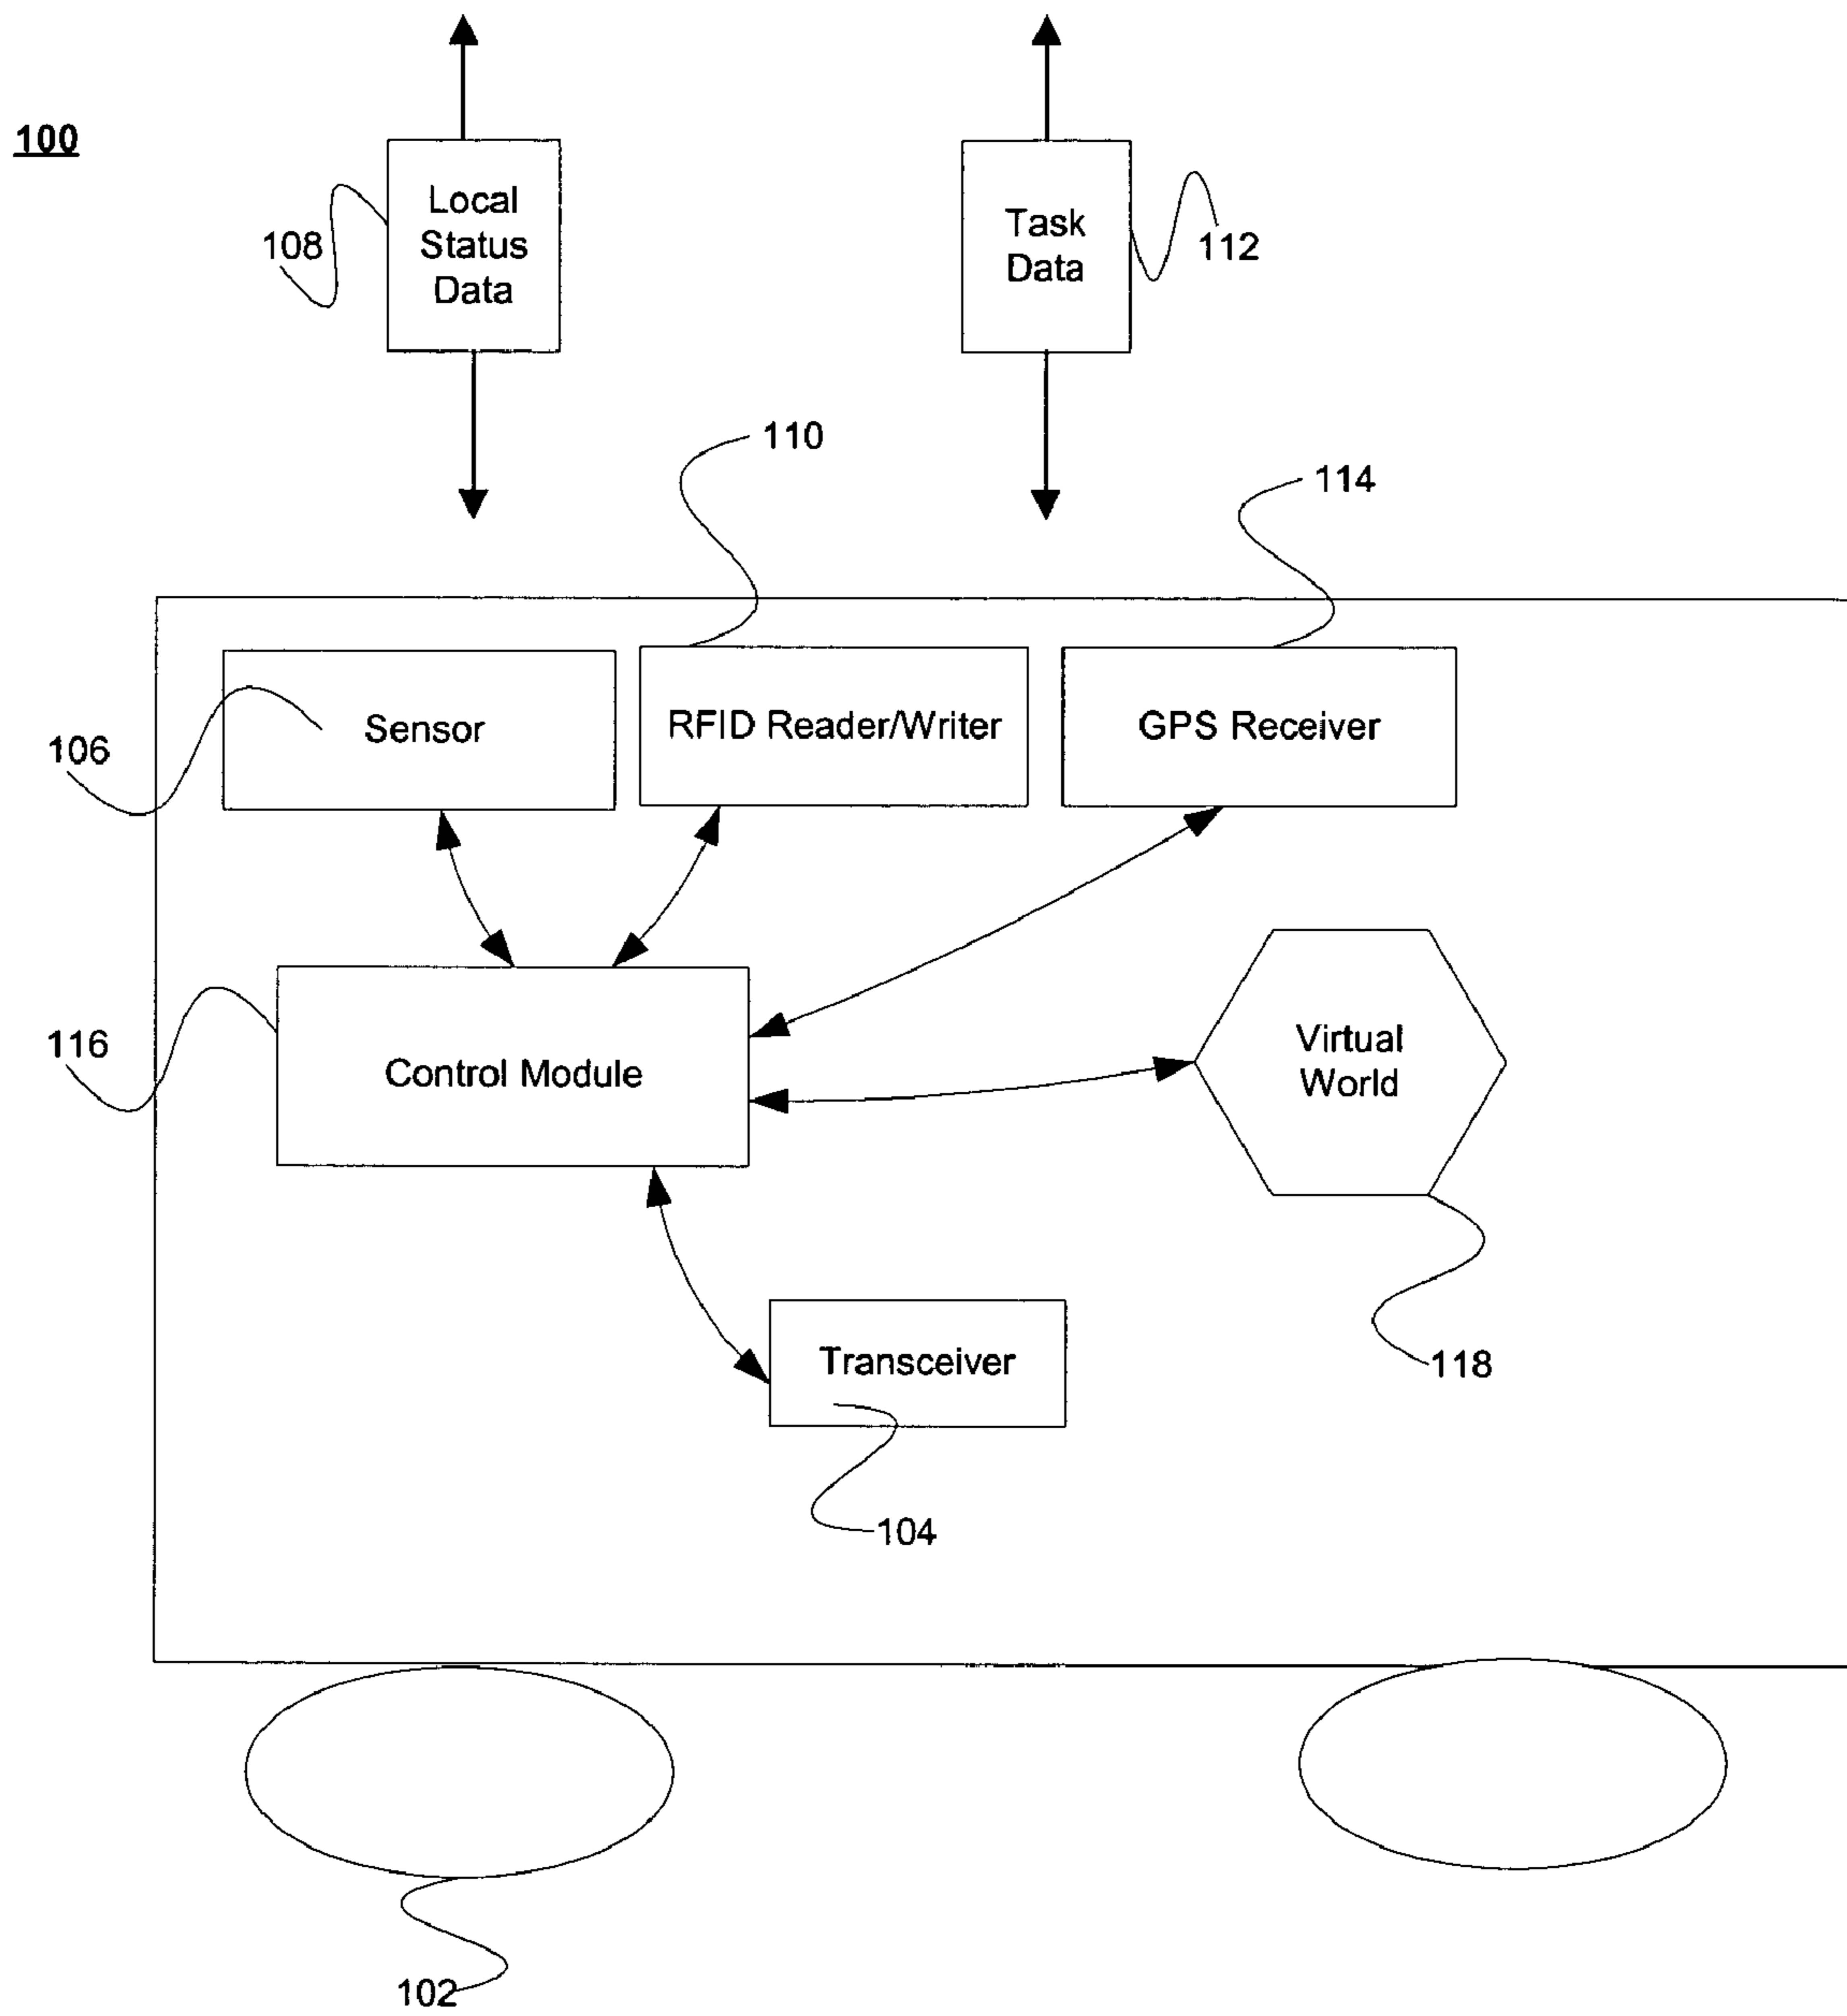 100
Local
Status
Data
108
Task
Data
112
110
114
Sensor
RFID Reader/Writer
GPS Receiver
106
Control Module
116
Virtual
World
118
Transceiver
104
102